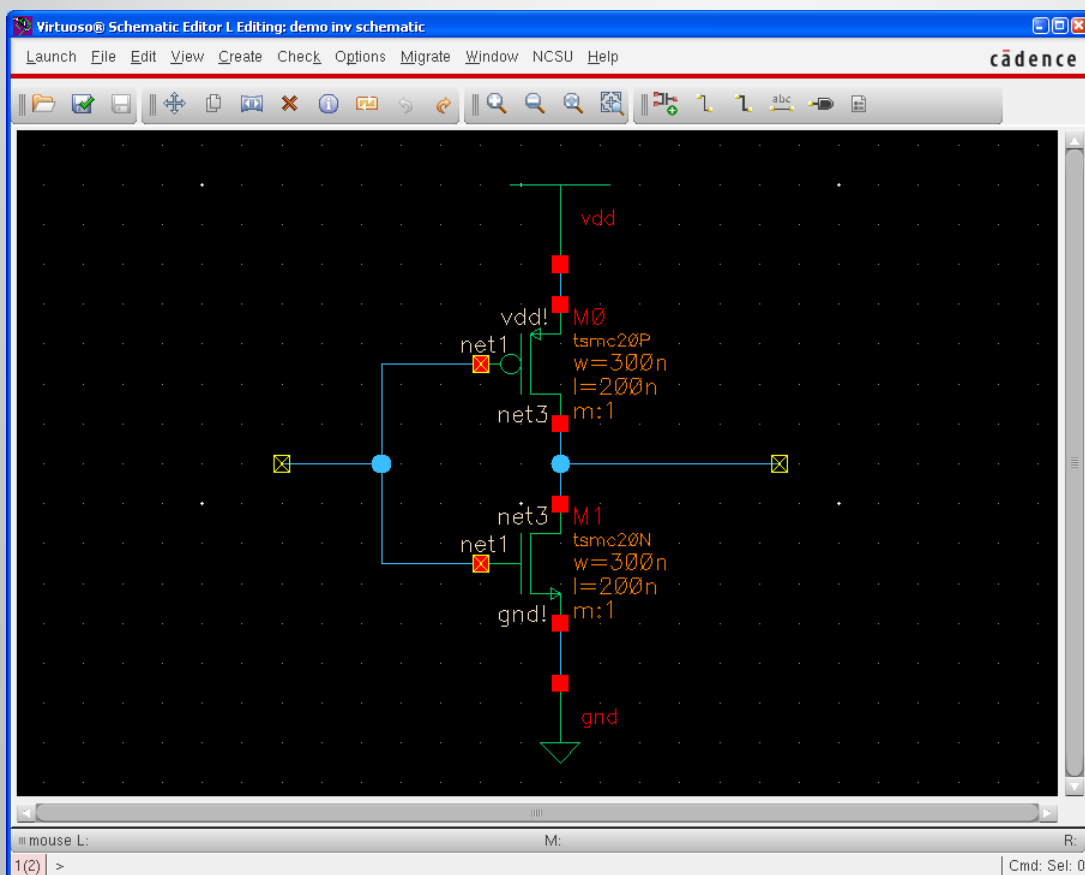 Virtuoso® Schematic Editor L Editing: demo inv schematic
Launch File Edit View Create Check Options Migrate Window NCSU Help
cādence
abc
vdd
vdd! M0
net1 tsmc20P
w=300n
l=200n
net3 m:1
net3 M1
net1 tsmc20N
w=300n
l=200n
gnd! m:1
gnd
mouse L: M: R:
1(2) > Cmd: Sel: 0